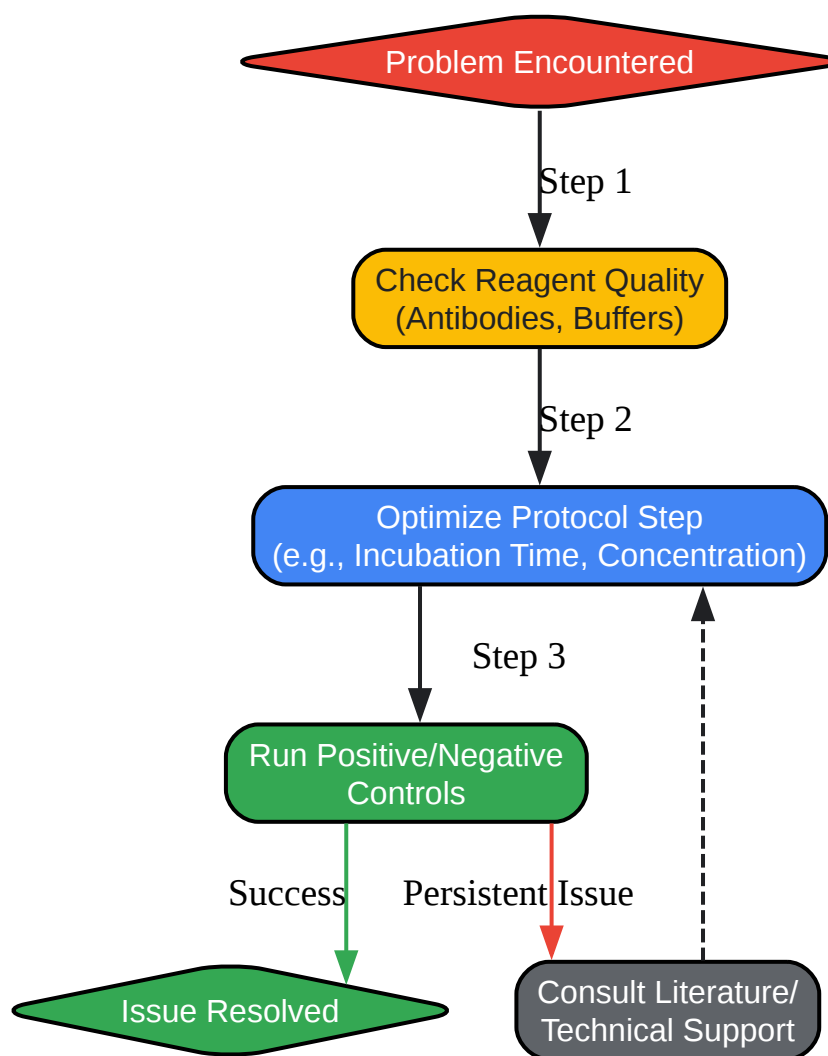 Problem Encountered
Step 1
Check Reagent Quality
(Antibodies, Buffers)
Step 2
Optimize Protocol Step
(e.g., Incubation Time, Concentration)
Step 3
Run Positive/Negative
Controls
Success
Persistent Issue
Issue Resolved
Consult Literature/
Technical Support